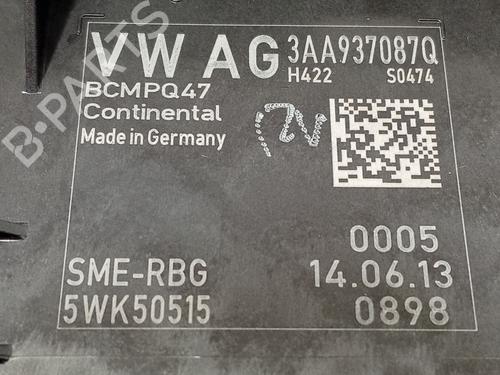 VW AG 3AA937087Q
H422 S0474
BCMPQ47
Continental
Made in Germany
12V
0005
SME-RBG 14.06.13
5WK50515 0898
B-PARTS